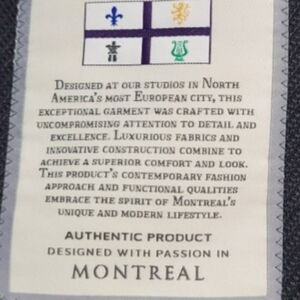 Designed at our studios in North
America's most European city, this
exceptional garment was crafted with
uncompromising attention to detail and
excellence. Luxurious fabrics and
innovative construction combine to
achieve a superior comfort and look.
This product's contemporary fashion
approach and functional qualities
embrace the spirit of Montreal's
unique and modern lifestyle.
AUTHENTIC PRODUCT
DESIGNED WITH PASSION IN
MONTREAL